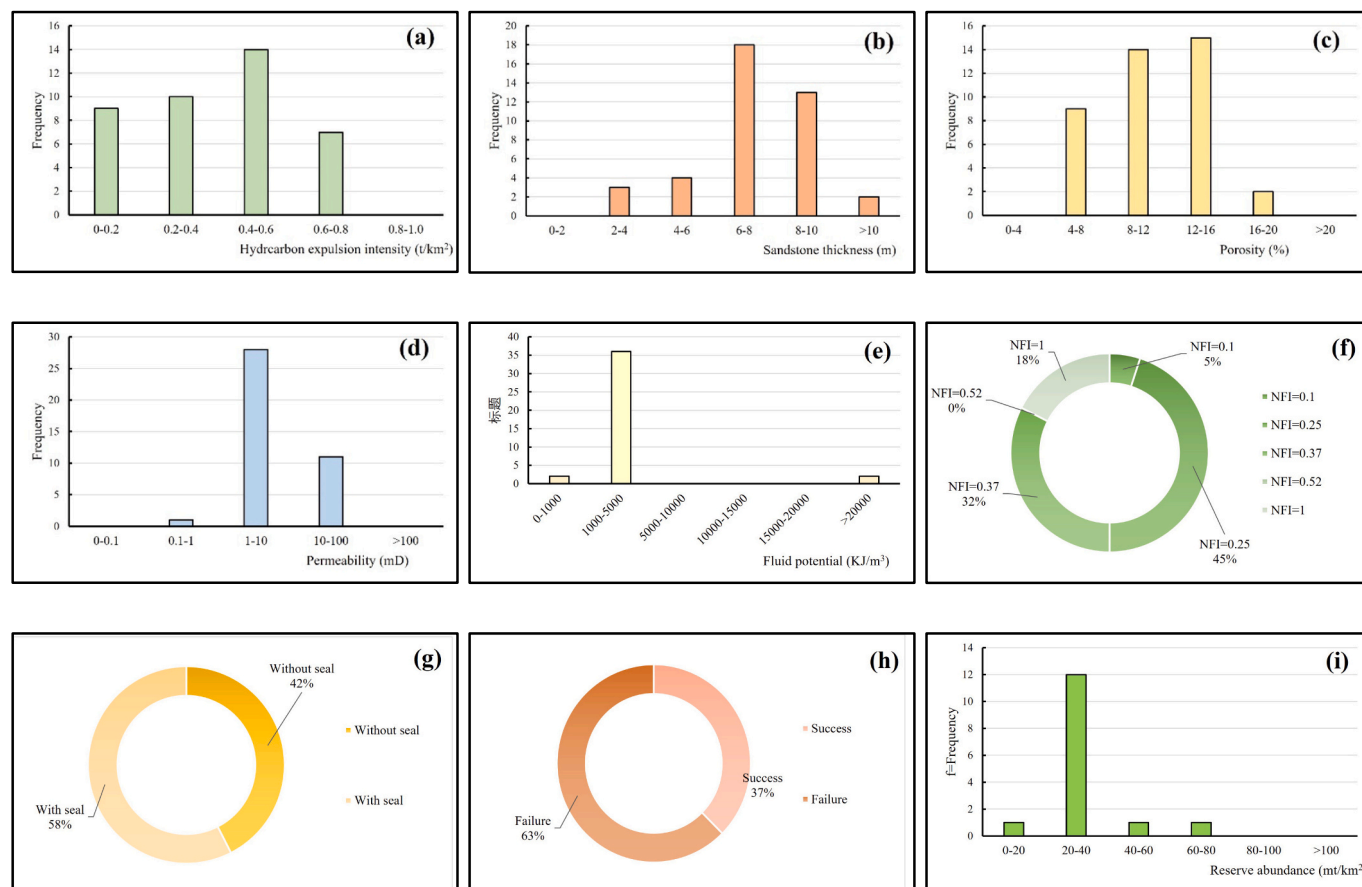 (a)
Frequency
16
14
12
10
8
6
4
2
0
0-0.2 0.2-0.4 0.4-0.6 0.6-0.8 0.8-1.0
Hydrcarbon expulsion intensity (t/km²)
(b)
Frequency
20
18
16
14
12
10
8
6
4
2
0
0-2 2-4 4-6 6-8 8-10 >10
Sandstone thickness (m)
(c)
Frequency
16
14
12
10
8
6
4
2
0
0-4 4-8 8-12 12-16 16-20 >20
Porosity (%)
(d)
Frequency
30
25
20
15
10
5
0
0-0.1 0.1-1 1-10 10-100 >100
Permeability (mD)
(e)
标题
40
35
30
25
20
15
10
5
0
0-1000 1000-5000 5000-10000 10000-15000 15000-20000 >20000
Fluid potential (KJ/m³)
(f)
NFI=1
18%
NFI=0.1
5%
NFI=0.52
0%
NFI=0.37
32%
NFI=0.25
45%
NFI=0.1
NFI=0.25
NFI=0.37
NFI=0.52
NFI=1
(g)
Without seal
42%
With seal
58%
Without seal
With seal
(h)
Success
37%
Failure
63%
Success
Failure
(i)
f=Frequency
14
12
10
8
6
4
2
0
0-20 20-40 40-60 60-80 80-100 >100
Reserve abundance (mt/km²